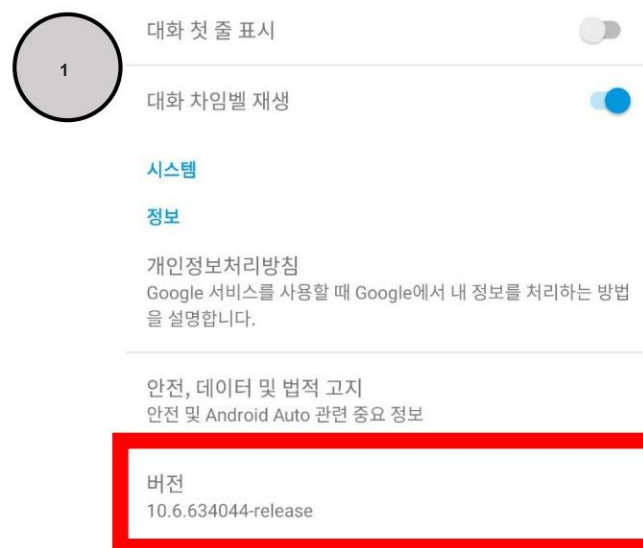 대화 첫 줄 표시
1
대화 차임벨 재생
시스템
정보
개인정보처리방침
Google 서비스를 사용할 때 Google에서 내 정보를 처리하는 방법
을 설명합니다.
안전, 데이터 및 법적 고지
안전 및 Android Auto 관련 중요 정보
버전
10.6.634044-release